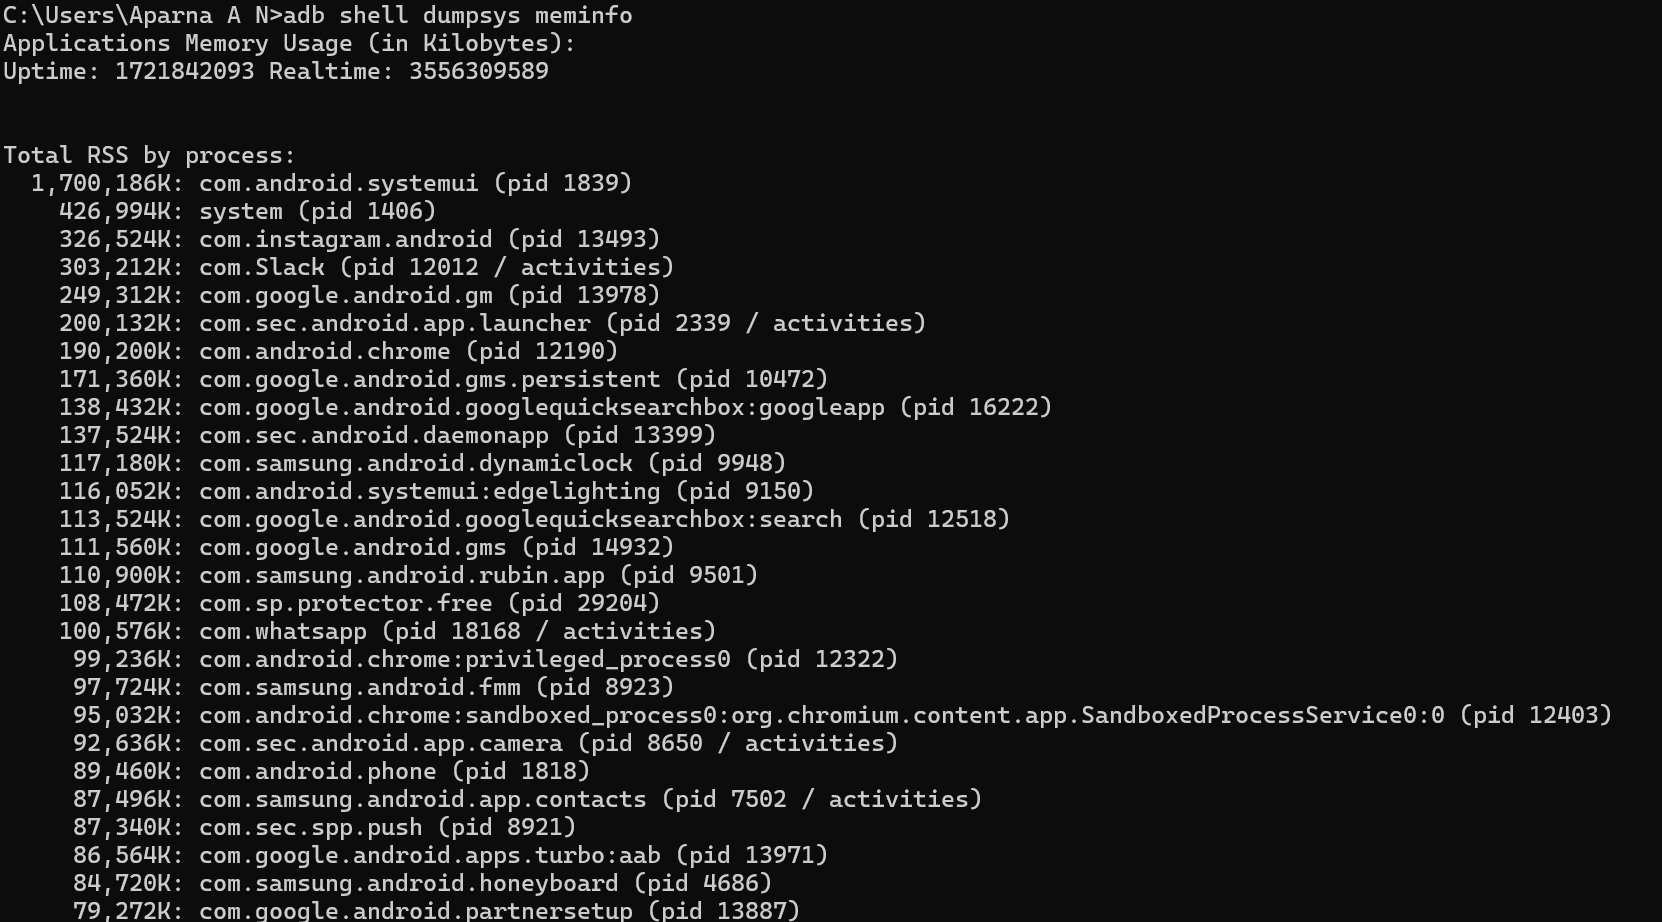 C:\Users\Aparna A N>adb shell dumpsys meminfo
Applications Memory Usage (in Kilobytes):
Uptime: 1721842093 Realtime: 3556309589
Total RSS by process:
1,700,186K: com.android.systemui (pid 1839)
426,994K: system (pid 1406)
326,524K: com.instagram.android (pid 13493)
303,212K: com.Slack (pid 12012 / activities)
249,312K: com.google.android.gm (pid 13978)
200,132K: com.sec.android.app.launcher (pid 2339 / activities)
190,200K: com.android.chrome (pid 12190)
171,360K: com.google.android.gms.persistent (pid 10472)
138,432K: com.google.android.googlequicksearchbox:googleapp (pid 16222)
137,524K: com.sec.android.daemonapp (pid 13399)
117,180K: com.samsung.android.dynamiclock (pid 9948)
116,052K: com.android.systemui:edgelighting (pid 9150)
113,524K: com.google.android.googlequicksearchbox:search (pid 12518)
111,560K: com.google.android.gms (pid 14932)
110,900K: com.samsung.android.rubin.app (pid 9501)
108,472K: com.sp.protector.free (pid 29204)
100,576K: com.whatsapp (pid 18168 / activities)
99,236K: com.android.chrome:privileged_process0 (pid 12322)
97,724K: com.samsung.android.fmm (pid 8923)
95,032K: com.android.chrome:sandboxed_process0:org.chromium.content.app.SandboxedProcessService0:0 (pid 12403)
92,636K: com.sec.android.app.camera (pid 8650 / activities)
89,460K: com.android.phone (pid 1818)
87,496K: com.samsung.android.app.contacts (pid 7502 / activities)
87,340K: com.sec.spp.push (pid 8921)
86,564K: com.google.android.apps.turbo:aab (pid 13971)
84,720K: com.samsung.android.honeyboard (pid 4686)
79,272K: com.google.android.partnersetup (pid 13887)